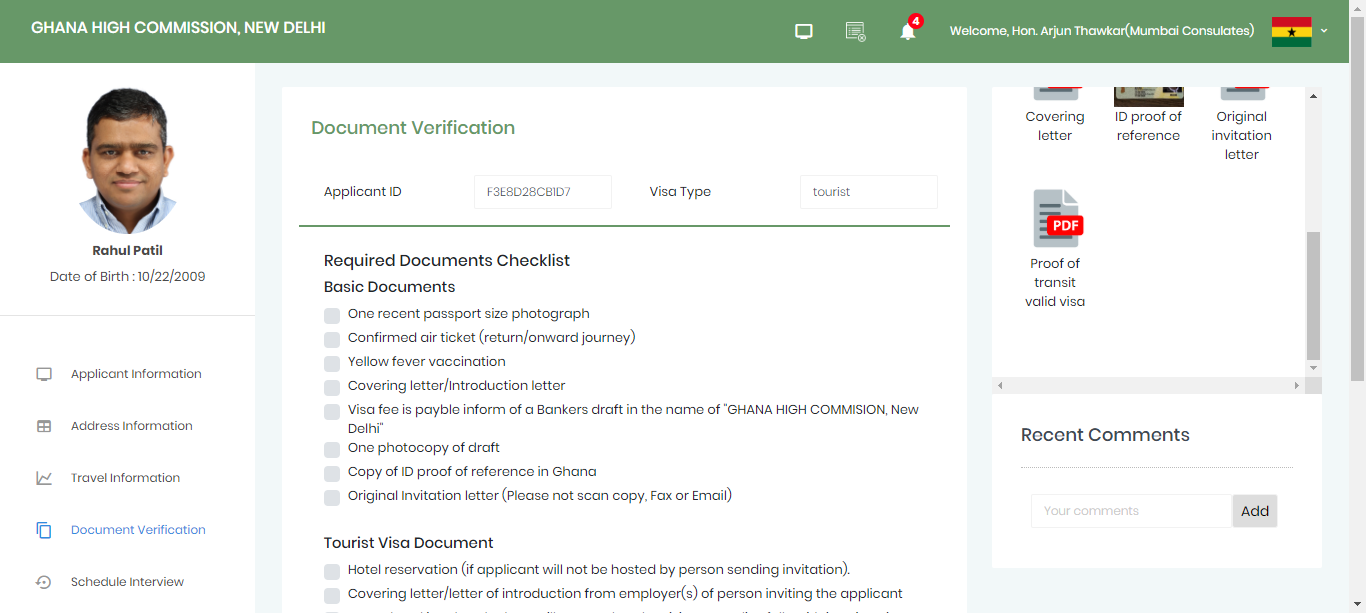 GHANA HIGH COMMISSION, NEW DELHI
4
Welcome, Hon. Arjun Thawkar(Mumbai Consulates)
Rahul Patil
Date of Birth : 10/22/2009
Applicant Information
Address Information
Travel Information
Document Verification
Schedule Interview
Document Verification
Applicant ID
F3E8D28CB1D7
Visa Type
tourist
Required Documents Checklist
Basic Documents
One recent passport size photograph
Confirmed air ticket (return/onward journey)
Yellow fever vaccination
Covering letter/Introduction letter
Visa fee is payble inform of a Bankers draft in the name of "GHANA HIGH COMMISION, New
Delhi"
One photocopy of draft
Copy of ID proof of reference in Ghana
Original Invitation letter (Please not scan copy, Fax or Email)
Tourist Visa Document
Hotel reservation (if applicant will not be hosted by person sending invitation).
Covering letter/letter of introduction from employer(s) of person inviting the applicant
Covering
letter
ID proof of
reference
Original
invitation
letter
PDF
Proof of
transit
valid visa
Recent Comments
Your comments
Add